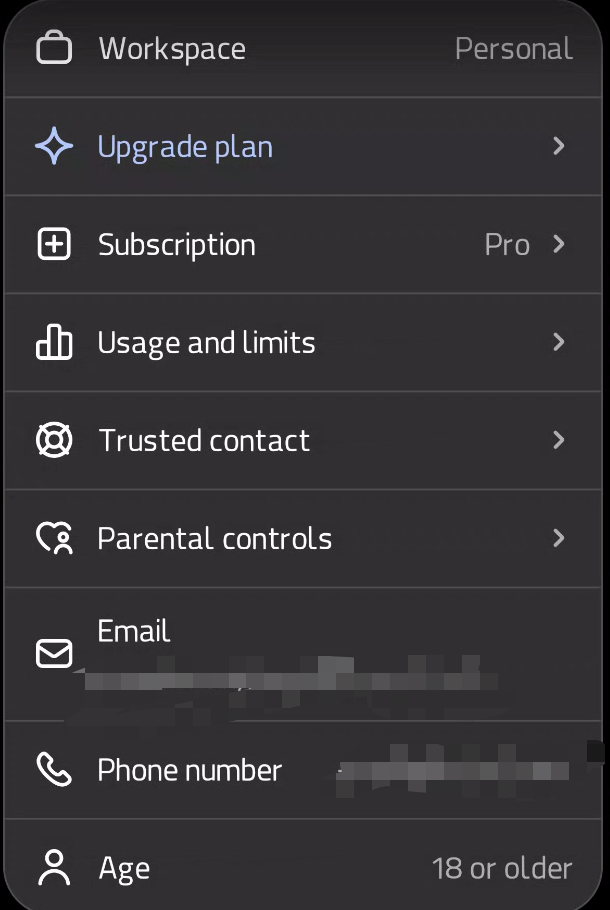 Workspace Personal
Upgrade plan
Subscription Pro
Usage and limits
Trusted contact
Parental controls
Email
Phone number
Age 18 or older